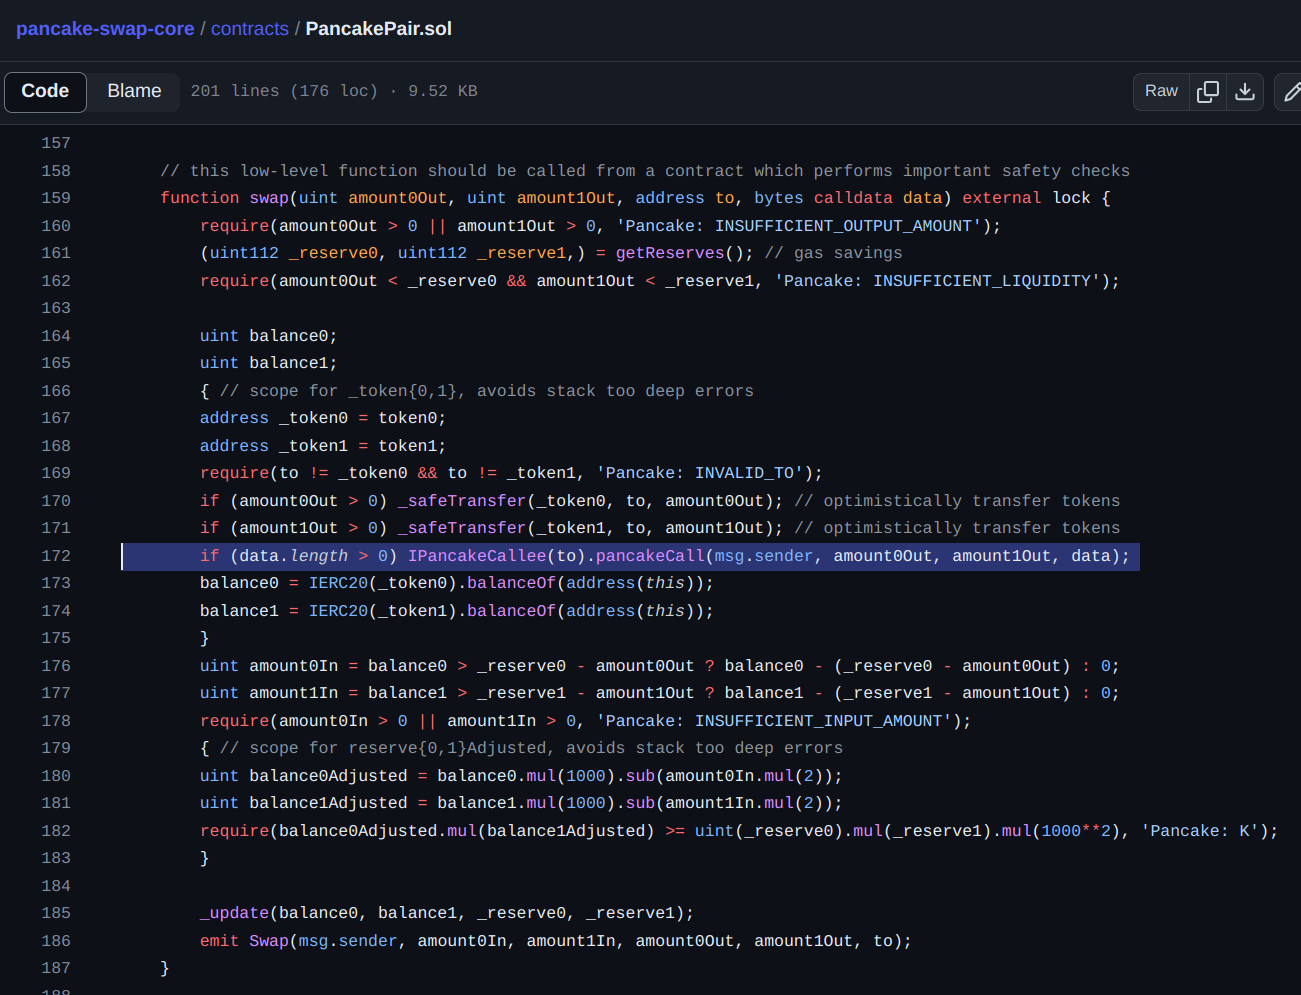 pancake-swap-core / contracts / PancakePair.sol
Code Blame 201 lines (176 loc) · 9.52 KB Raw
157
158 // this low-level function should be called from a contract which performs important safety checks
159 function swap(uint amount0Out, uint amount1Out, address to, bytes calldata data) external lock {
160 require(amount0Out > 0 || amount1Out > 0, 'Pancake: INSUFFICIENT_OUTPUT_AMOUNT');
161 (uint112 _reserve0, uint112 _reserve1,) = getReserves(); // gas savings
162 require(amount0Out < _reserve0 && amount1Out < _reserve1, 'Pancake: INSUFFICIENT_LIQUIDITY');
163
164 uint balance0;
165 uint balance1;
166 { // scope for _token{0,1}, avoids stack too deep errors
167 address _token0 = token0;
168 address _token1 = token1;
169 require(to != _token0 && to != _token1, 'Pancake: INVALID_TO');
170 if (amount0Out > 0) _safeTransfer(_token0, to, amount0Out); // optimistically transfer tokens
171 if (amount1Out > 0) _safeTransfer(_token1, to, amount1Out); // optimistically transfer tokens
172 if (data.length > 0) IPancakeCallee(to).pancakeCall(msg.sender, amount0Out, amount1Out, data);
173 balance0 = IERC20(_token0).balanceOf(address(this));
174 balance1 = IERC20(_token1).balanceOf(address(this));
175 }
176 uint amount0In = balance0 > _reserve0 - amount0Out ? balance0 - (_reserve0 - amount0Out) : 0;
177 uint amount1In = balance1 > _reserve1 - amount1Out ? balance1 - (_reserve1 - amount1Out) : 0;
178 require(amount0In > 0 || amount1In > 0, 'Pancake: INSUFFICIENT_INPUT_AMOUNT');
179 { // scope for reserve{0,1}Adjusted, avoids stack too deep errors
180 uint balance0Adjusted = balance0.mul(1000).sub(amount0In.mul(2));
181 uint balance1Adjusted = balance1.mul(1000).sub(amount1In.mul(2));
182 require(balance0Adjusted.mul(balance1Adjusted) >= uint(_reserve0).mul(_reserve1).mul(1000**2), 'Pancake: K');
183 }
184
185 _update(balance0, balance1, _reserve0, _reserve1);
186 emit Swap(msg.sender, amount0In, amount1In, amount0Out, amount1Out, to);
187 }
188